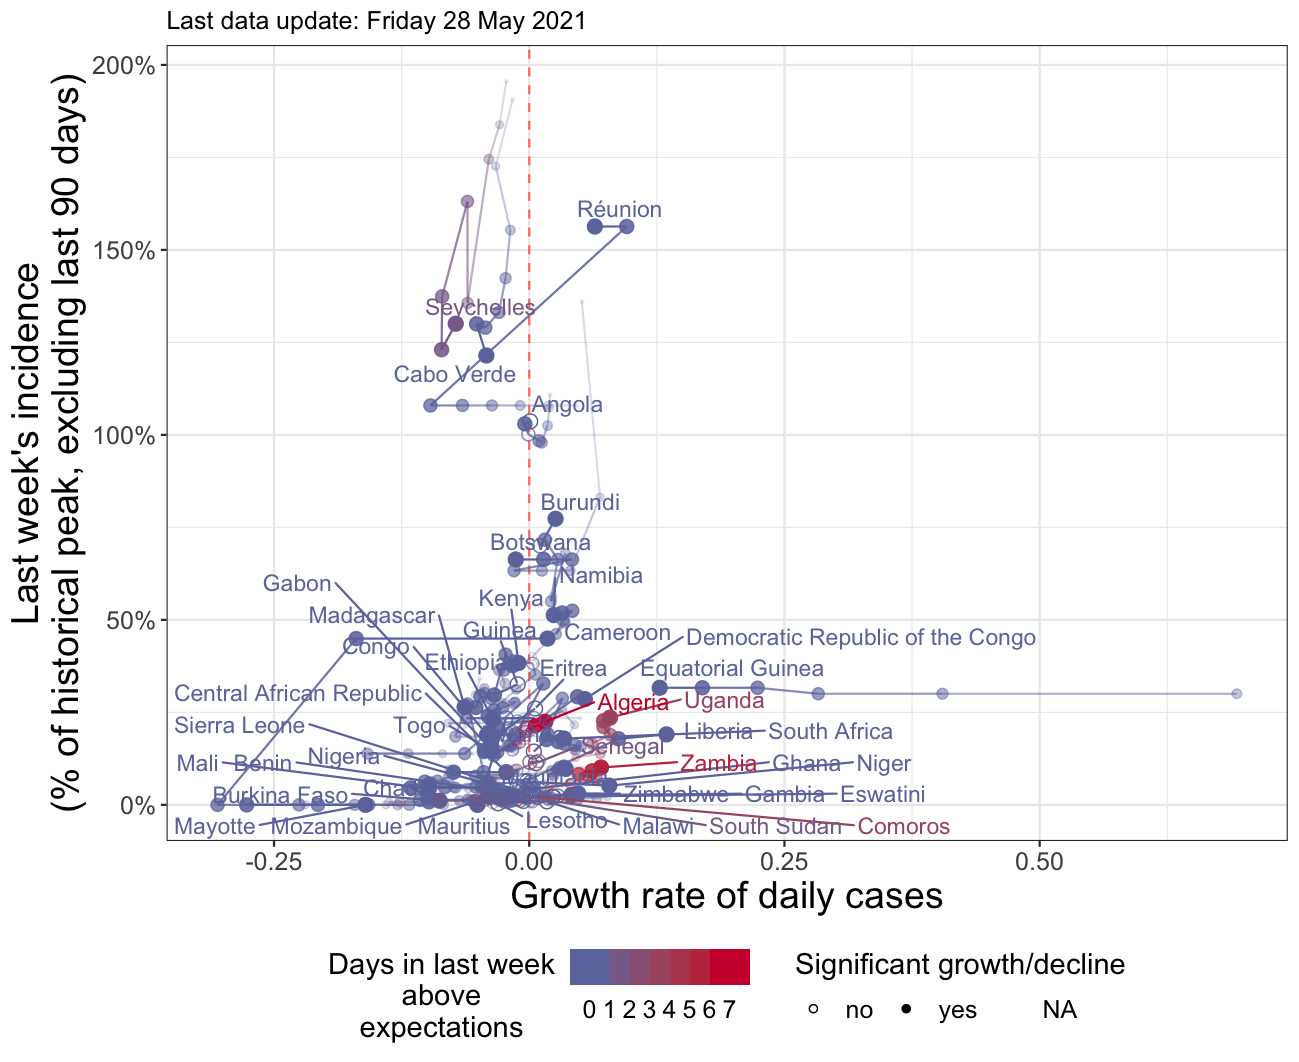 Last data update: Friday 28 May 2021
Last week's incidence
(% of historical peak, excluding last 90 days)
200%
150%
100%
50%
0%
Réunion
Seychelles
Cabo Verde
Angola
Burundi
Botswana
Namibia
Gabon
Kenya
Madagascar
Guinea
Cameroon
Democratic Republic of the Congo
Congo
Ethiopia
Eritrea
Equatorial Guinea
Central African Republic
Algeria
Uganda
Sierra Leone
Togo
Liberia
South Africa
Senegal
Nigeria
Mali
Benin
Zambia
Ghana
Niger
Burkina Faso
Zimbabwe
Gambia
Eswatini
Mayotte
Mozambique
Mauritius
Lesotho
Malawi
South Sudan
Comoros
-0.25
0.00
0.25
0.50
Growth rate of daily cases
Days in last week
above
expectations
0 1 2 3 4 5 6 7
Significant growth/decline
no
yes
NA